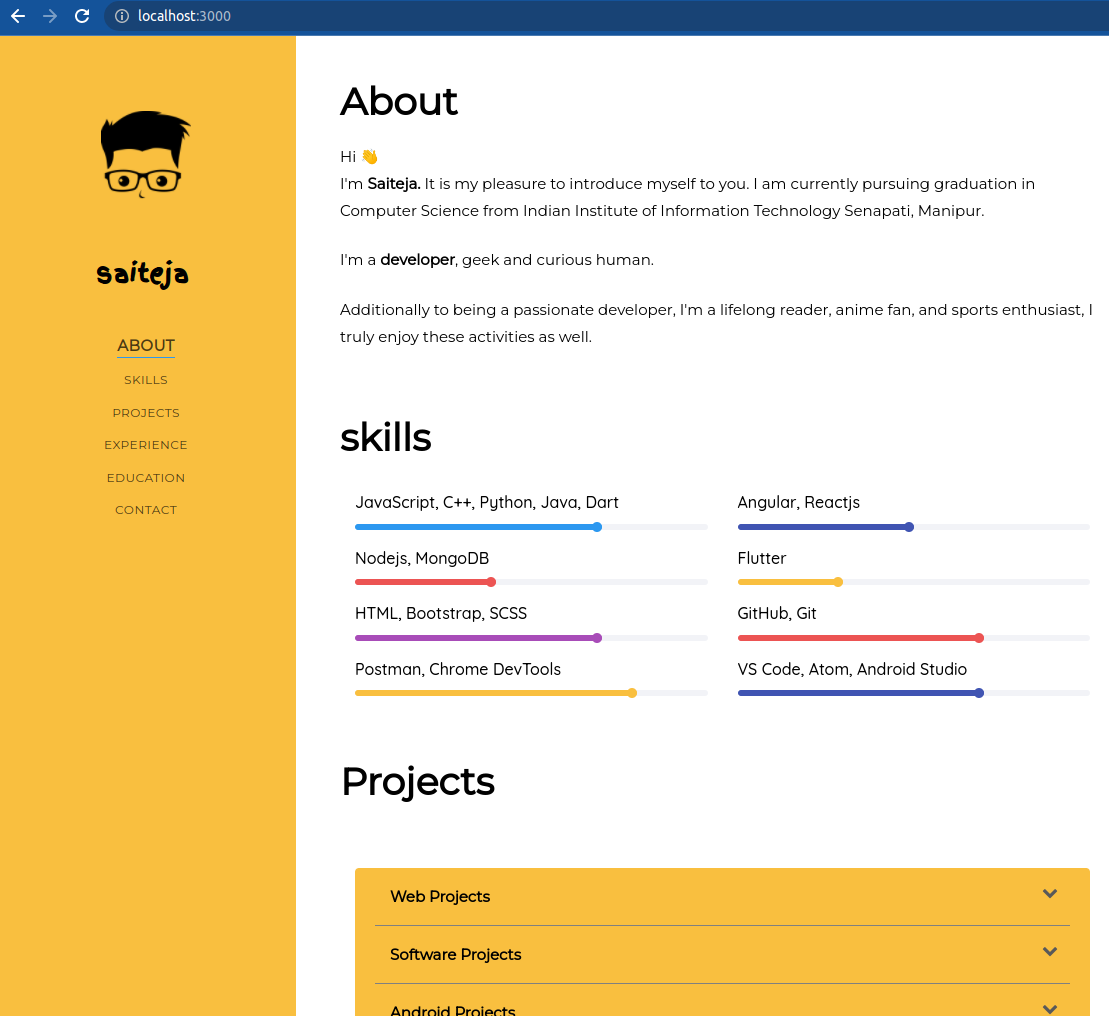 localhost:3000
saiteja
ABOUT
SKILLS
PROJECTS
EXPERIENCE
EDUCATION
CONTACT
About
Hi 👋
I'm Saiteja. It is my pleasure to introduce myself to you. I am currently pursuing graduation in
Computer Science from Indian Institute of Information Technology Senapati, Manipur.
I'm a developer, geek and curious human.
Additionally to being a passionate developer, I'm a lifelong reader, anime fan, and sports enthusiast, I
truly enjoy these activities as well.
skills
JavaScript, C++, Python, Java, Dart
Angular, Reactjs
Nodejs, MongoDB
Flutter
HTML, Bootstrap, SCSS
GitHub, Git
Postman, Chrome DevTools
VS Code, Atom, Android Studio
Projects
Web Projects
Software Projects
Android Projects